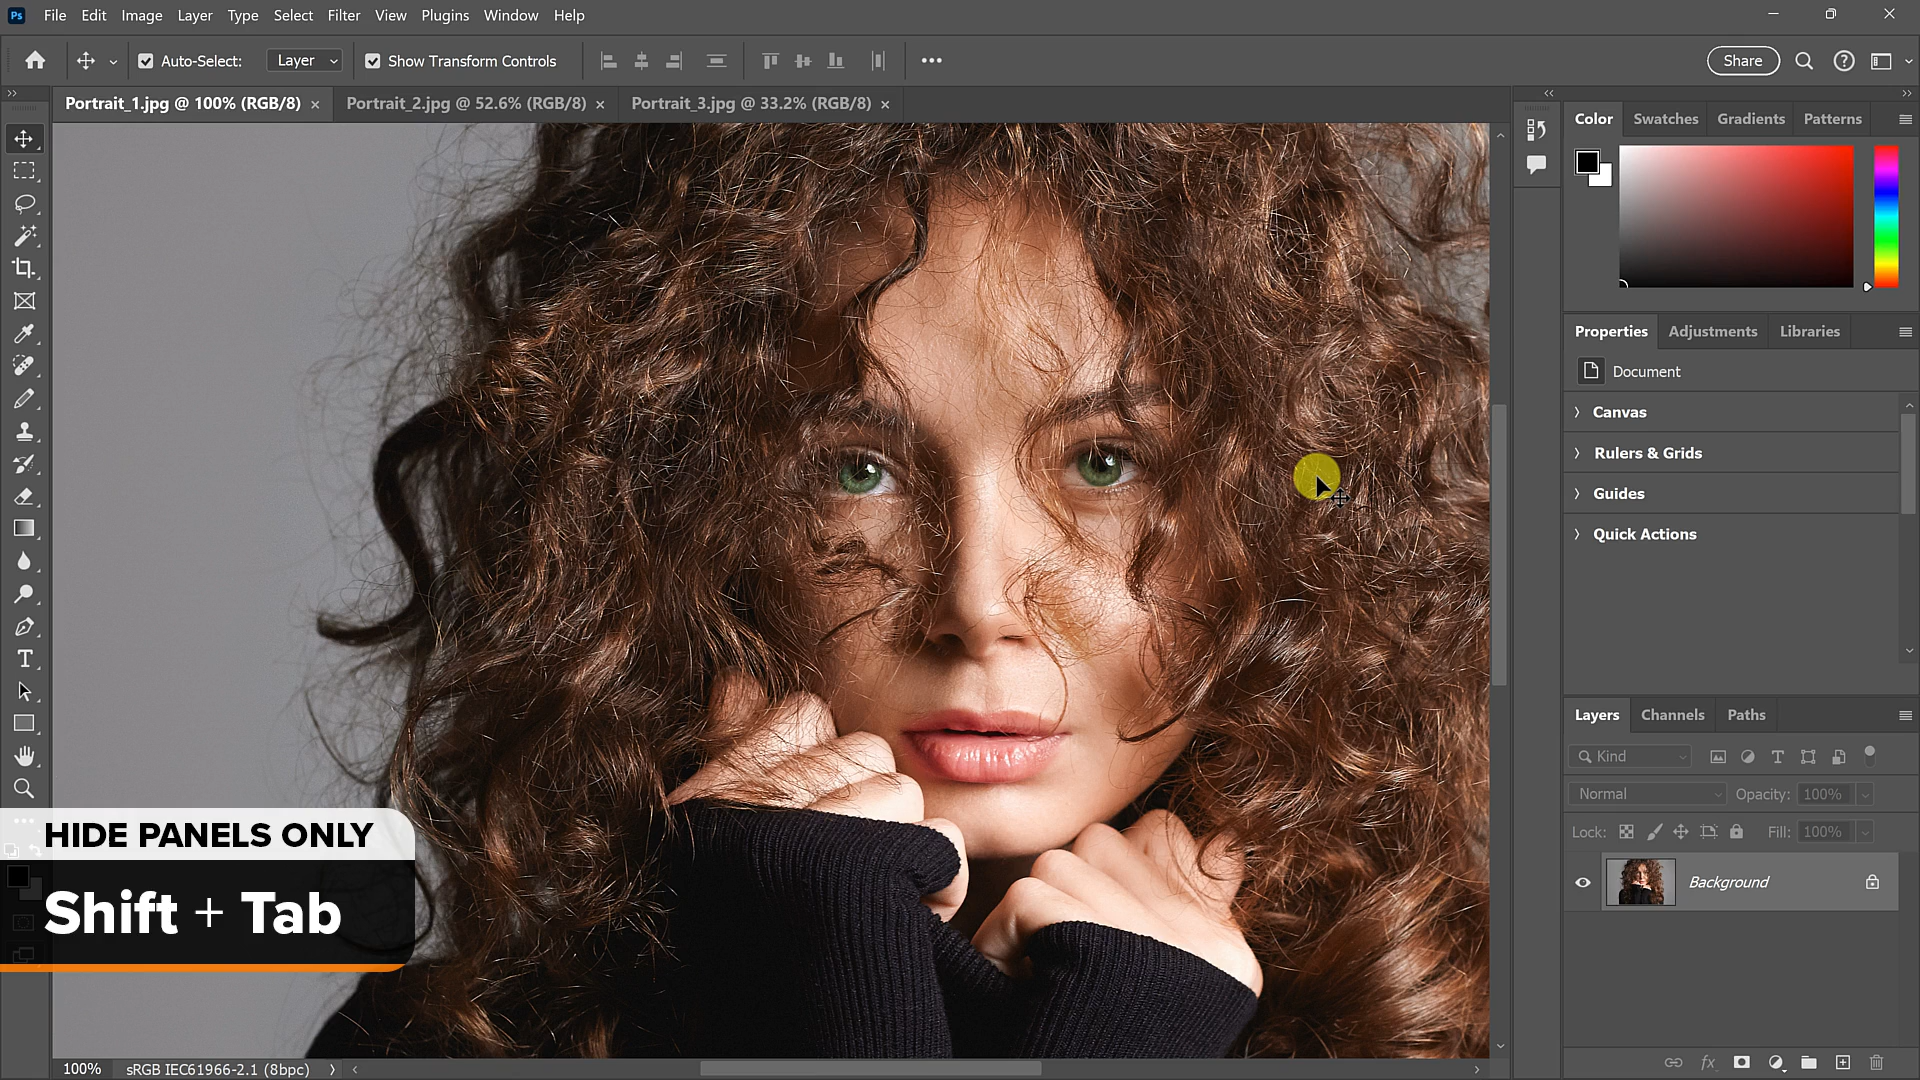 Ps File Edit Image Layer Type Select Filter View Plugins Window Help
Auto-Select: Layer Show Transform Controls Share
Portrait_1.jpg @ 100% (RGB/8) × Portrait_2.jpg @ 52.6% (RGB/8) × Portrait_3.jpg @ 33.2% (RGB/8) ×
Color Swatches Gradients Patterns
Properties Adjustments Libraries
Document
Canvas
Rulers & Grids
Guides
Quick Actions
Layers Channels Paths
Kind
Normal Opacity: 100%
Lock: Fill: 100%
Background
HIDE PANELS ONLY
Shift + Tab
100% sRGB IEC61966-2.1 (8bpc)
fx